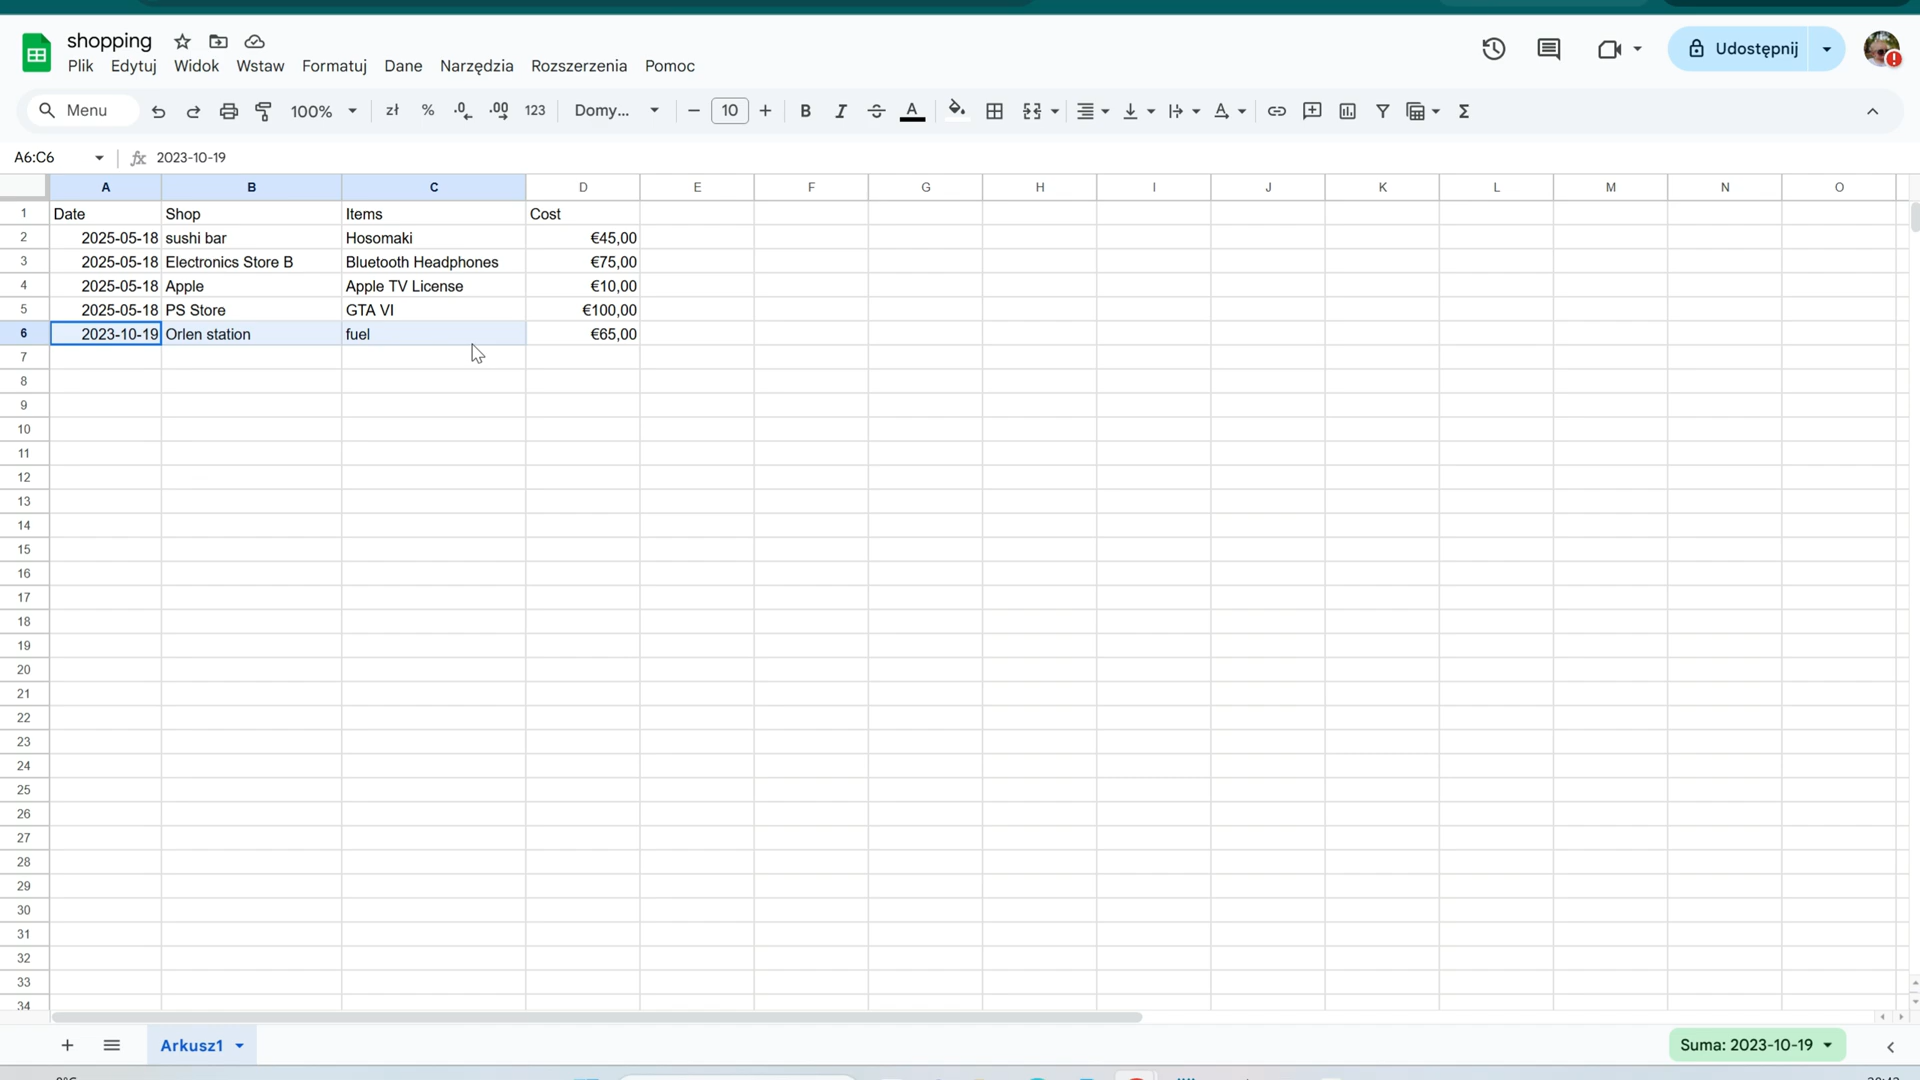 shopping
Plik Edytuj Widok Wstaw Formatuj Dane Narzędzia Rozszerzenia Pomoc
Udostępnij
Menu 100% zł % .0 .00 123 Domy... 10 B I A
A6:C6 fx 2023-10-19
A B C D E F G H I J K L M N O
1 Date Shop Items Cost
2 2025-05-18 sushi bar Hosomaki €45,00
3 2025-05-18 Electronics Store B Bluetooth Headphones €75,00
4 2025-05-18 Apple Apple TV License €10,00
5 2025-05-18 PS Store GTA VI €100,00
6 2023-10-19 Orlen station fuel €65,00
7
8
9
10
11
12
13
14
15
16
17
18
19
20
21
22
23
24
25
26
27
28
29
30
31
32
33
34
Arkusz1
Suma: 2023-10-19